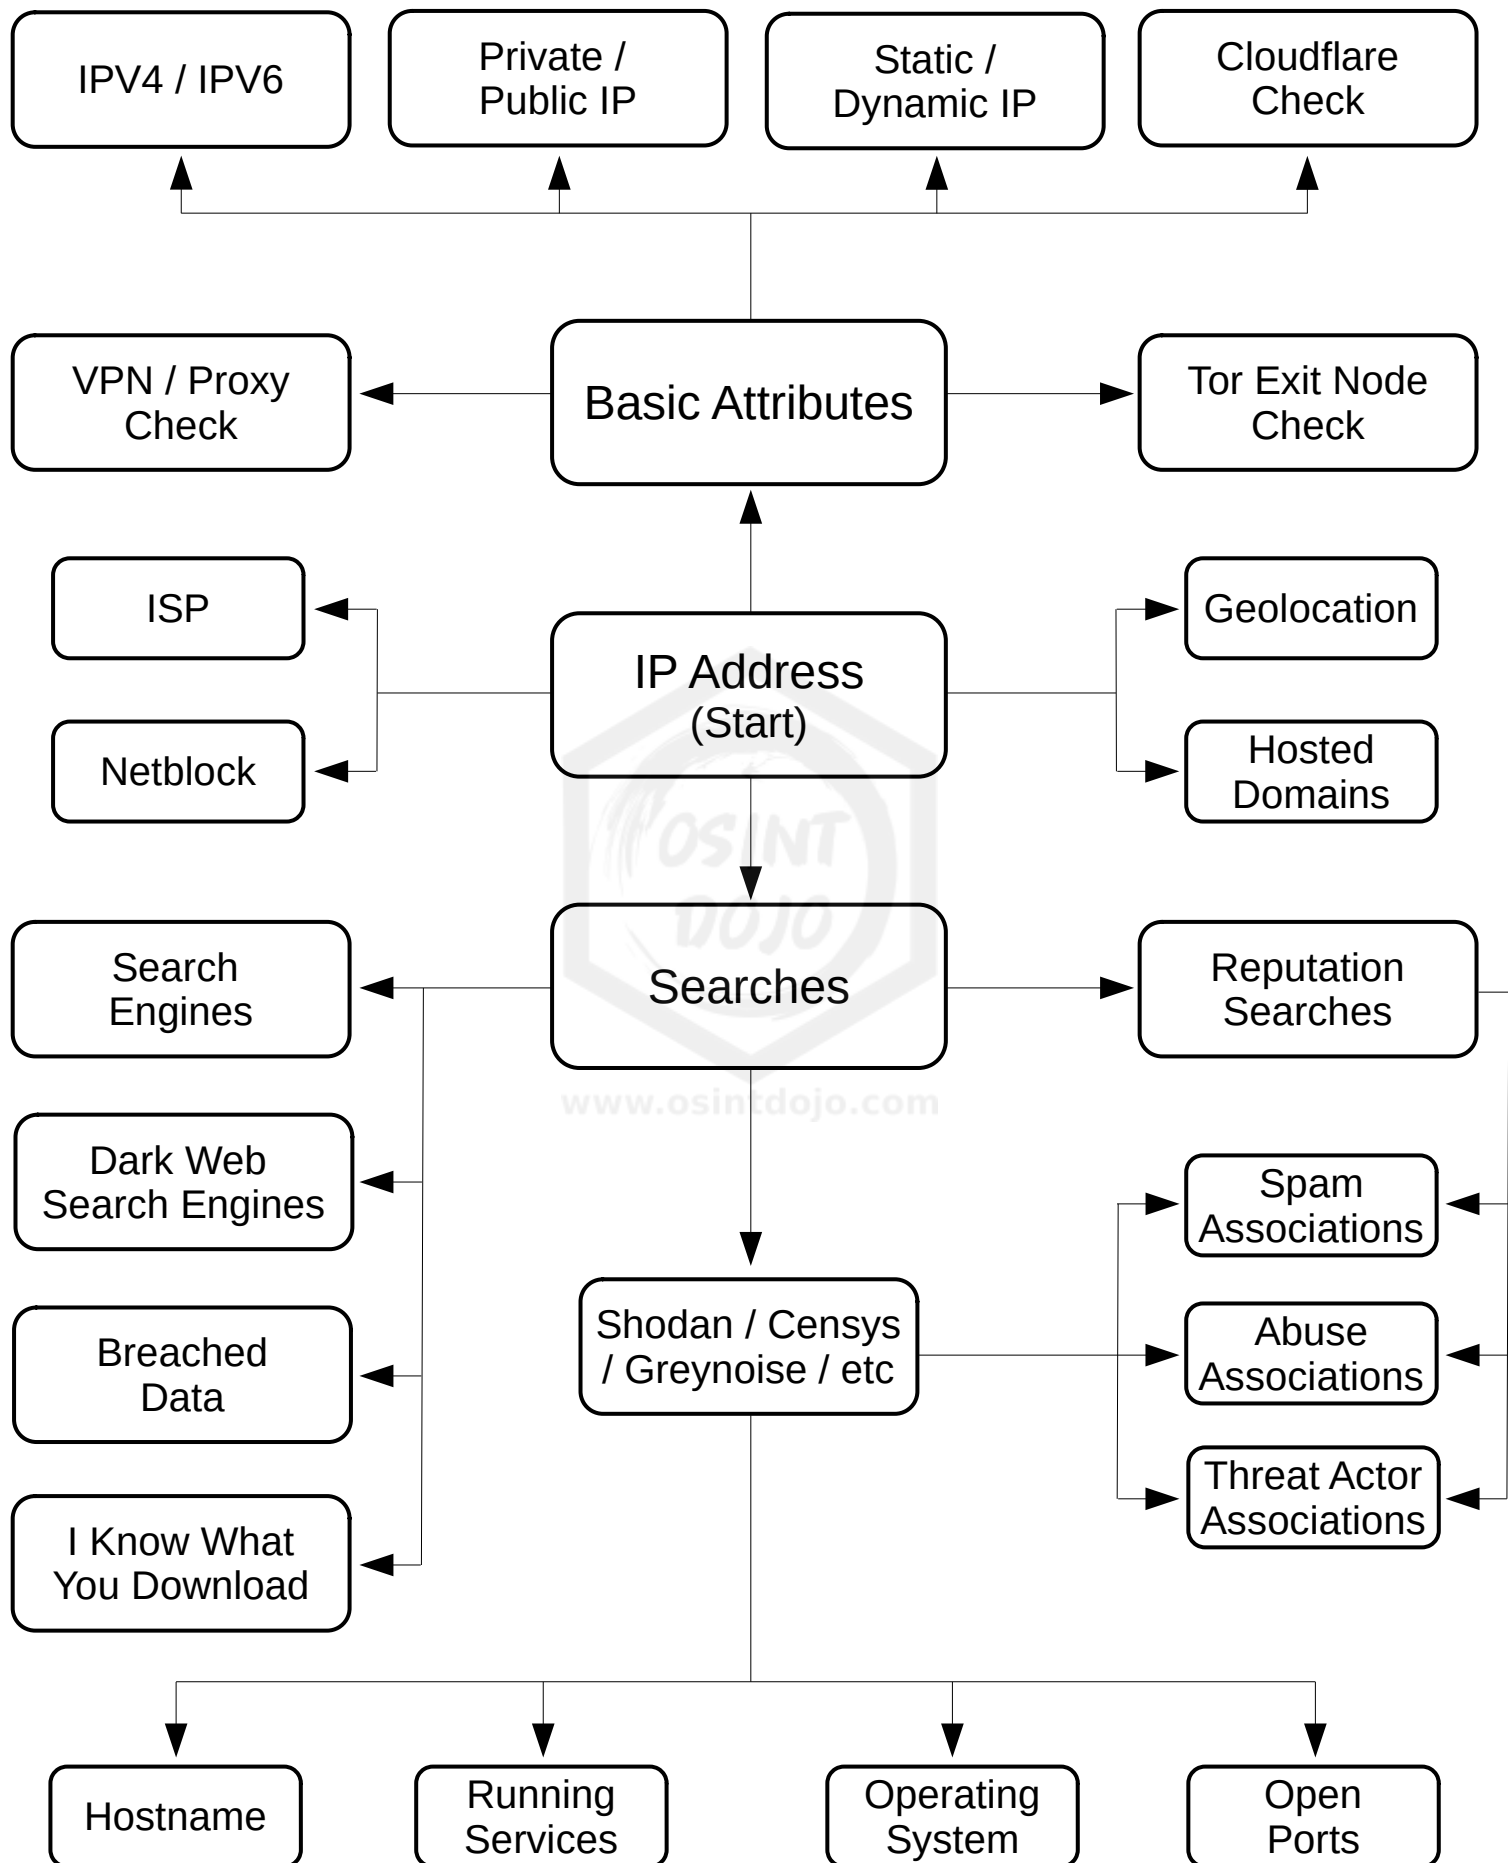 IPV4 / IPV6
Private /
Public IP
Static /
Dynamic IP
Cloudflare
Check
VPN / Proxy
Check
Basic Attributes
Tor Exit Node
Check
ISP
Geolocation
IP Address
(Start)
Netblock
Hosted
Domains
OSINT
DOJO
Search
Engines
Searches
Reputation
Searches
www.osintdojo.com
Dark Web
Search Engines
Spam
Associations
Shodan / Censys
/ Greynoise / etc
Abuse
Associations
Breached
Data
Threat Actor
Associations
I Know What
You Download
Hostname
Running
Services
Operating
System
Open
Ports